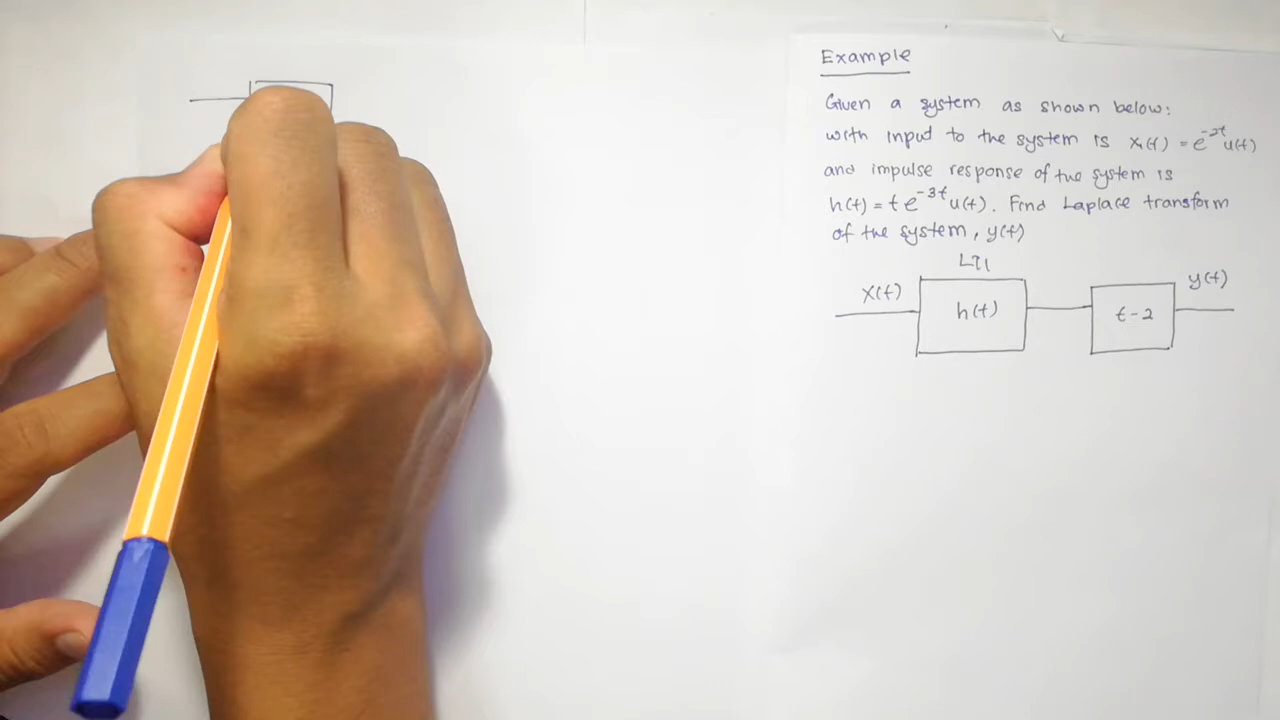 Example
Given a system as shown below:
with input to the system is x(t) = e^-2t u(t)
and impulse response of the system is
h(t) = t e^-3t u(t). Find Laplace transform
of the system, y(t)
LTI
x(t)
h(t)
t-2
y(t)